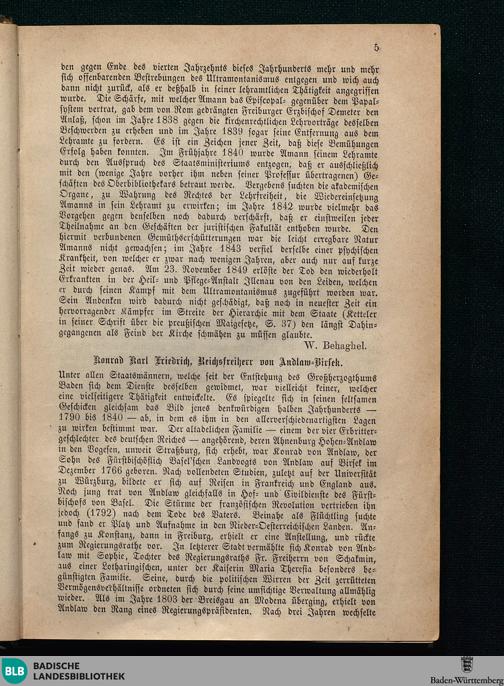 5
den gegen Ende des vierten Jahrzehnts dieses Jahrhunderts mehr und mehr
sich offenbarenden Bestrebungen des Ultramontanismus entgegen und wich auch
dann nicht zurück, als er deßhalb in seiner lehramtlichen Thätigkeit angegriffen
wurde. Die Schärfe, mit welcher Amann das Episcopal- gegenüber dem Papal-
system vertrat, gab dem von Rom gedrängten Freiburger Erzbischof Demeter den
Anlaß, schon im Jahre 1838 gegen die kirchenrechtlichen Lehrvorträge desselben
Beschwerden zu erheben und im Jahre 1839 sogar seine Entfernung aus dem
Lehramte zu fordern. Es ist ein Zeichen jener Zeit, daß diese Bemühungen
Erfolg haben konnten. Im Frühjahre 1840 wurde Amann seinem Lehramte
durch den Ausspruch des Staatsministeriums entzogen, daß er ausschließlich
mit den (wenige Jahre vorher ihm neben seiner Professur übertragenen) Ge-
schäften des Oberbibliothekars betraut werde. Vergebens suchten die akademischen
Organe, zu Wahrung des Rechtes der Lehrfreiheit, die Wiedereinsetzung
Amanns in sein Lehramt zu erwirken; im Jahre 1842 wurde vielmehr das
Vorgehen gegen denselben noch dadurch verschärft, daß er einstweilen jeder
Theilnahme an den Geschäften der juristischen Fakultät enthoben wurde. Den
hiermit verbundenen Gemüthserschütterungen war die leicht erregbare Natur
Amanns nicht gewachsen; im Jahre 1843 verfiel derselbe einer psychischen
Krankheit, von welcher er zwar nach wenigen Jahren, aber auch nur auf kurze
Zeit wieder genas. Am 23. November 1849 erlöste der Tod den wiederholt
Erkrankten in der Heil- und Pflege-Anstalt Illenau von den Leiden, welchen
er durch seinen Kampf mit dem Ultramontanismus zugeführt worden war.
Sein Andenken wird dadurch nicht geschädigt, daß noch in neuester Zeit ein
hervorragender Kämpfer im Streite der Hierarchie mit dem Staate (Ketteler
in seiner Schrift über die preußischen Maigesetze, S. 37) den längst Dahin-
gegangenen als Feind der Kirche schmähen zu müssen glaubte.
W. Behaghel.
Konrad Karl Friedrich, Reichsfreiherr von Andlaw-Birsek.
Unter allen Staatsmännern, welche seit der Entstehung des Großherzogthums
Baden sich dem Dienste desselben gewidmet, war vielleicht keiner, welcher
eine vielseitigere Thätigkeit entwickelte. Es spiegelte sich in seinen seltsamen
Geschicken gleichsam das Bild jenes denkwürdigen halben Jahrhunderts —
1790 bis 1840 — ab, in dem es ihm in den allerverschiedenartigsten Lagen
zu wirken bestimmt war. Der altadelichen Familie — einem der vier Erbritter-
geschlechter des deutschen Reiches — angehörend, deren Ahnenburg Hohen-Andlaw
in den Vogesen, unweit Straßburg, sich erhebt, war Konrad von Andlaw, der
Sohn des Fürstbischöflich Basel'schen Landvogts von Andlaw auf Birsek im
Dezember 1766 geboren. Nach vollendeten Studien, zuletzt auf der Universität
zu Würzburg, bildete er sich auf Reisen in Frankreich und England aus.
Noch jung trat von Andlaw gleichfalls in Hof- und Civildienste des Fürst-
bischofs von Basel. Die Stürme der französischen Revolution vertrieben ihn
jedoch (1792) nach dem Tode des Vaters. Beinahe als Flüchtling suchte
und fand er Platz und Aufnahme in den Nieder-Oesterreichischen Landen. An-
fangs zu Konstanz, dann in Freiburg, erhielt er eine Anstellung, und rückte
zum Regierungsrathe vor. In letzterer Stadt vermählte sich Konrad von And-
law mit Sophie, Tochter des Regierungsraths Fr. Freiherrn von Schakmin,
aus einer Lotharingischen, unter der Kaiserin Maria Theresia besonders be-
günstigten Familie. Seine, durch die politischen Wirren der Zeit zerrütteten
Vermögensverhältnisse ordneten sich durch seine umsichtige Verwaltung allmählig
wieder. Als im Jahre 1803 der Breisgau an Modena überging, erhielt von
Andlaw den Rang eines Regierungspräsidenten. Nach drei Jahren wechselte
BLB BADISCHE
LANDESBIBLIOTHEK
Baden-Württemberg